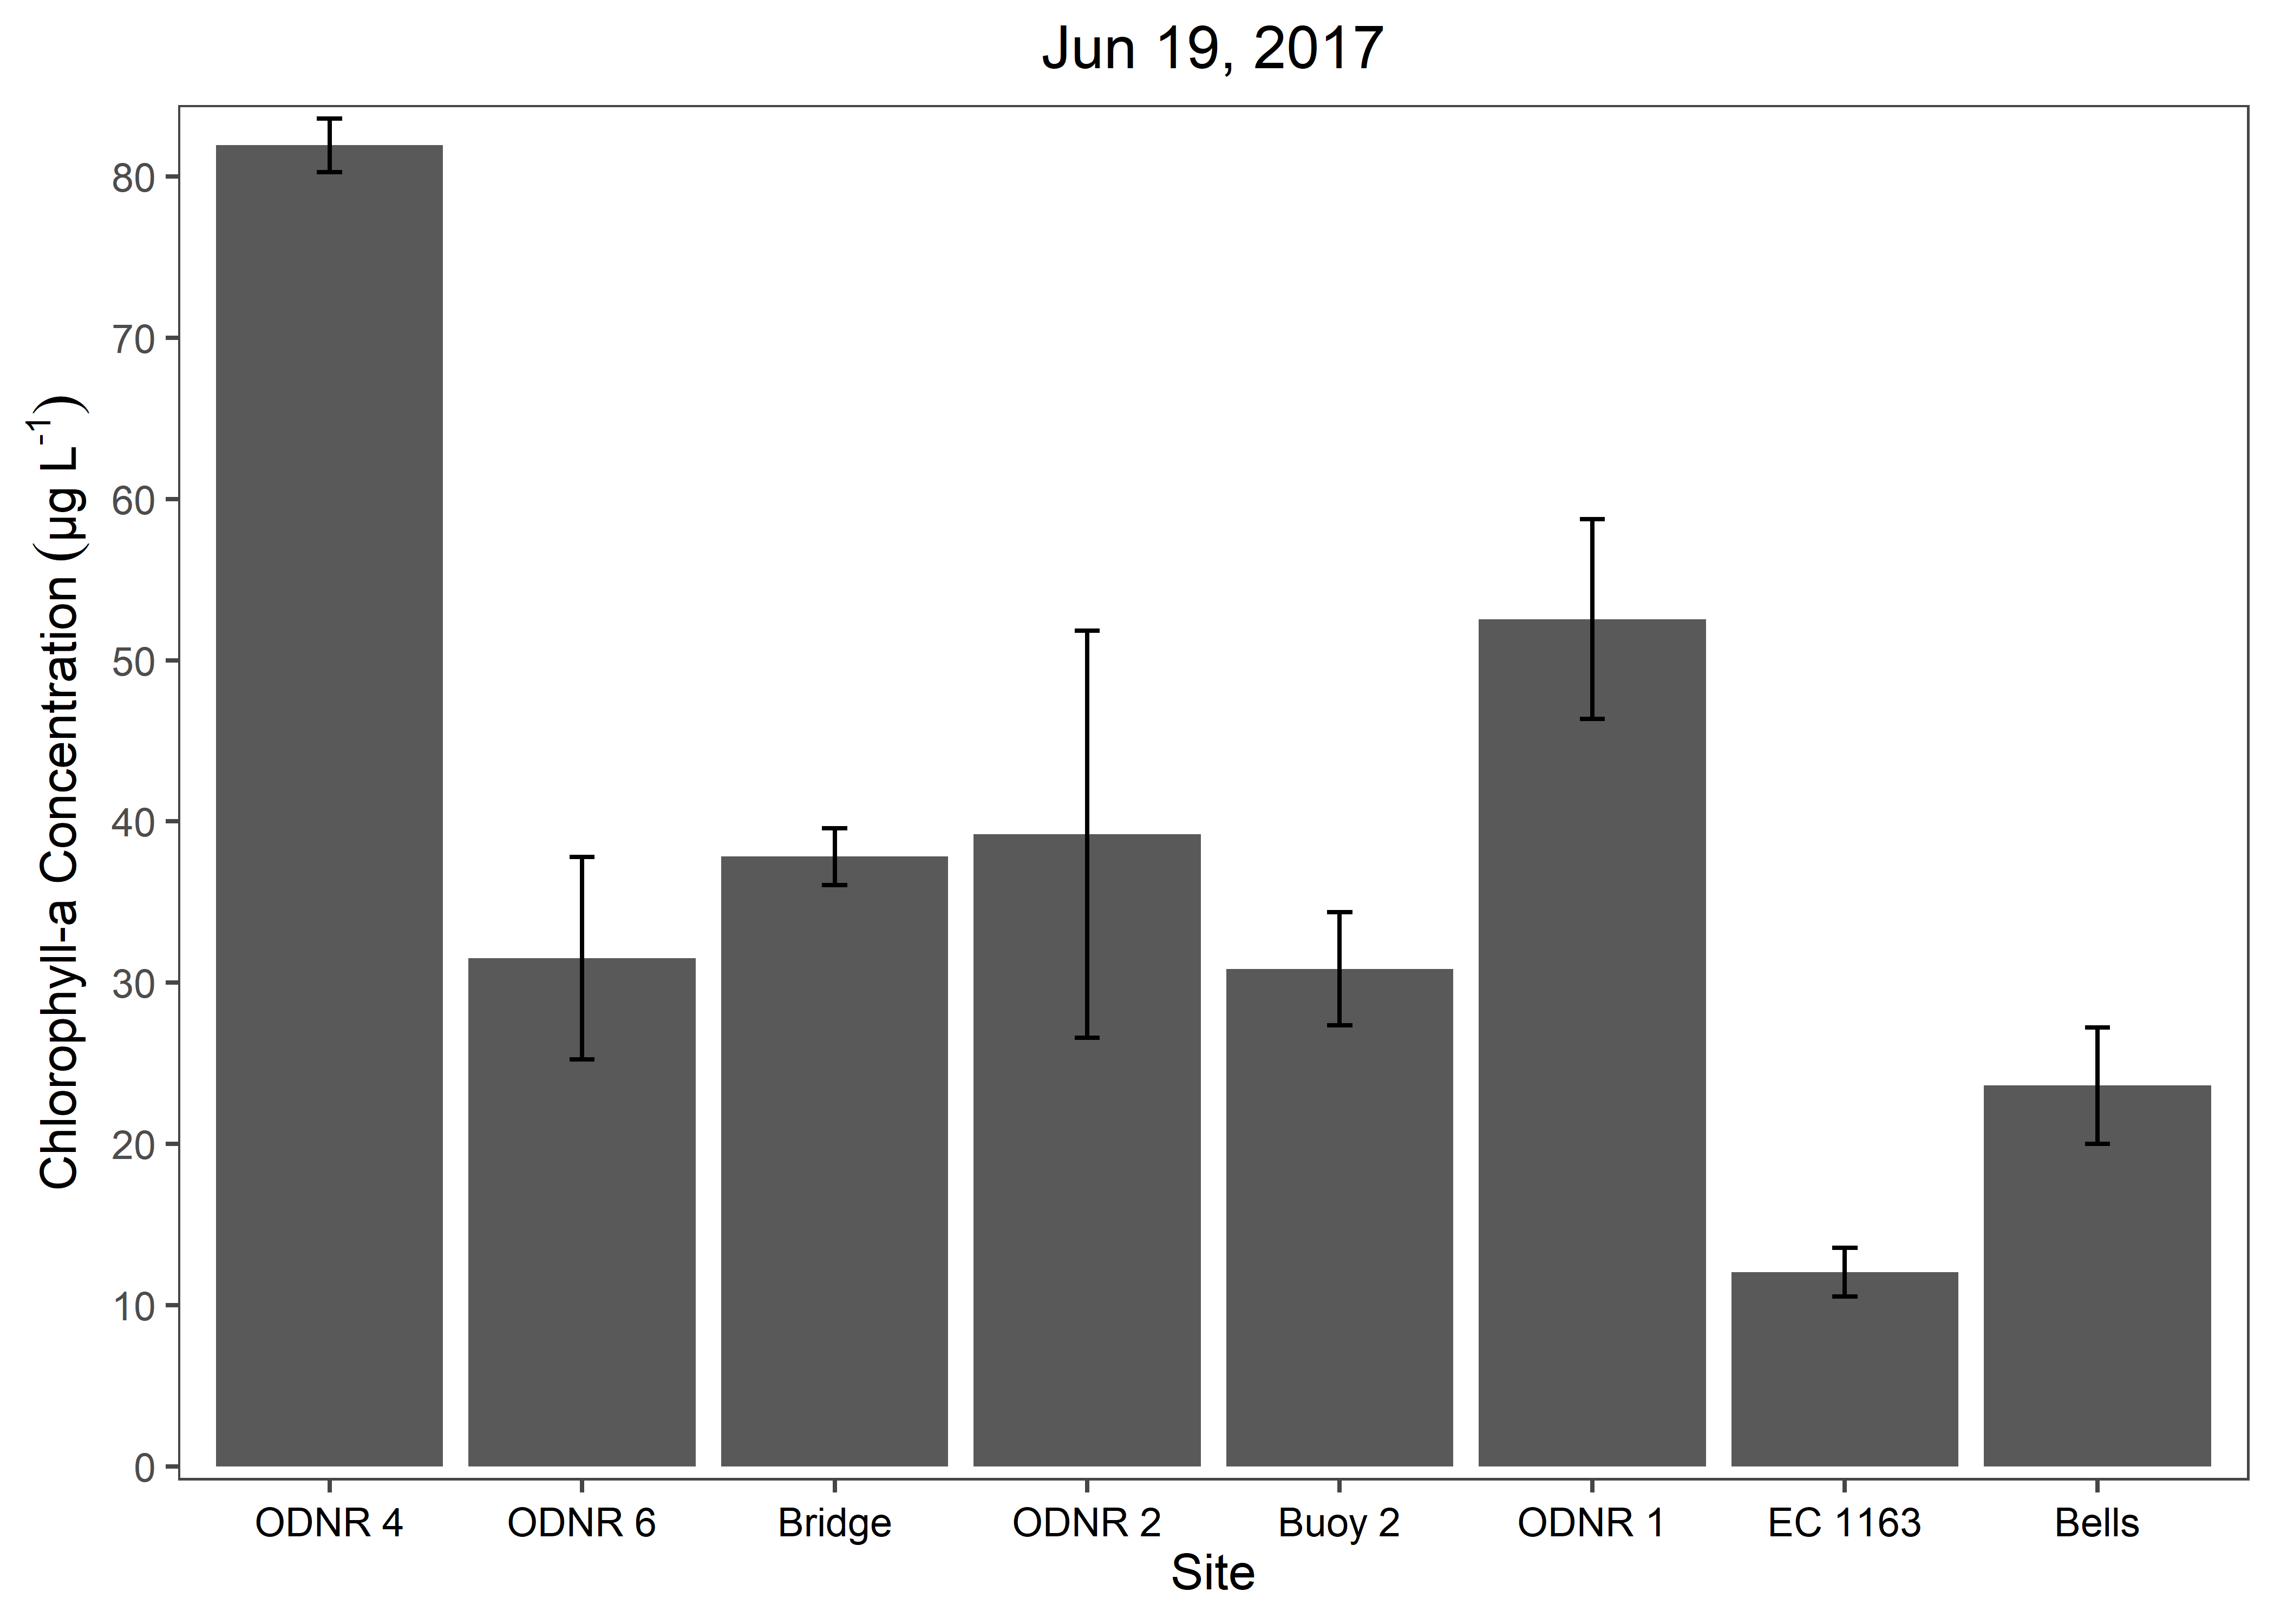 Jun 19, 2017
Chlorophyll-a Concentration (µg L⁻¹)
80
70
60
50
40
30
20
10
0
ODNR 4 ODNR 6 Bridge ODNR 2 Buoy 2 ODNR 1 EC 1163 Bells
Site